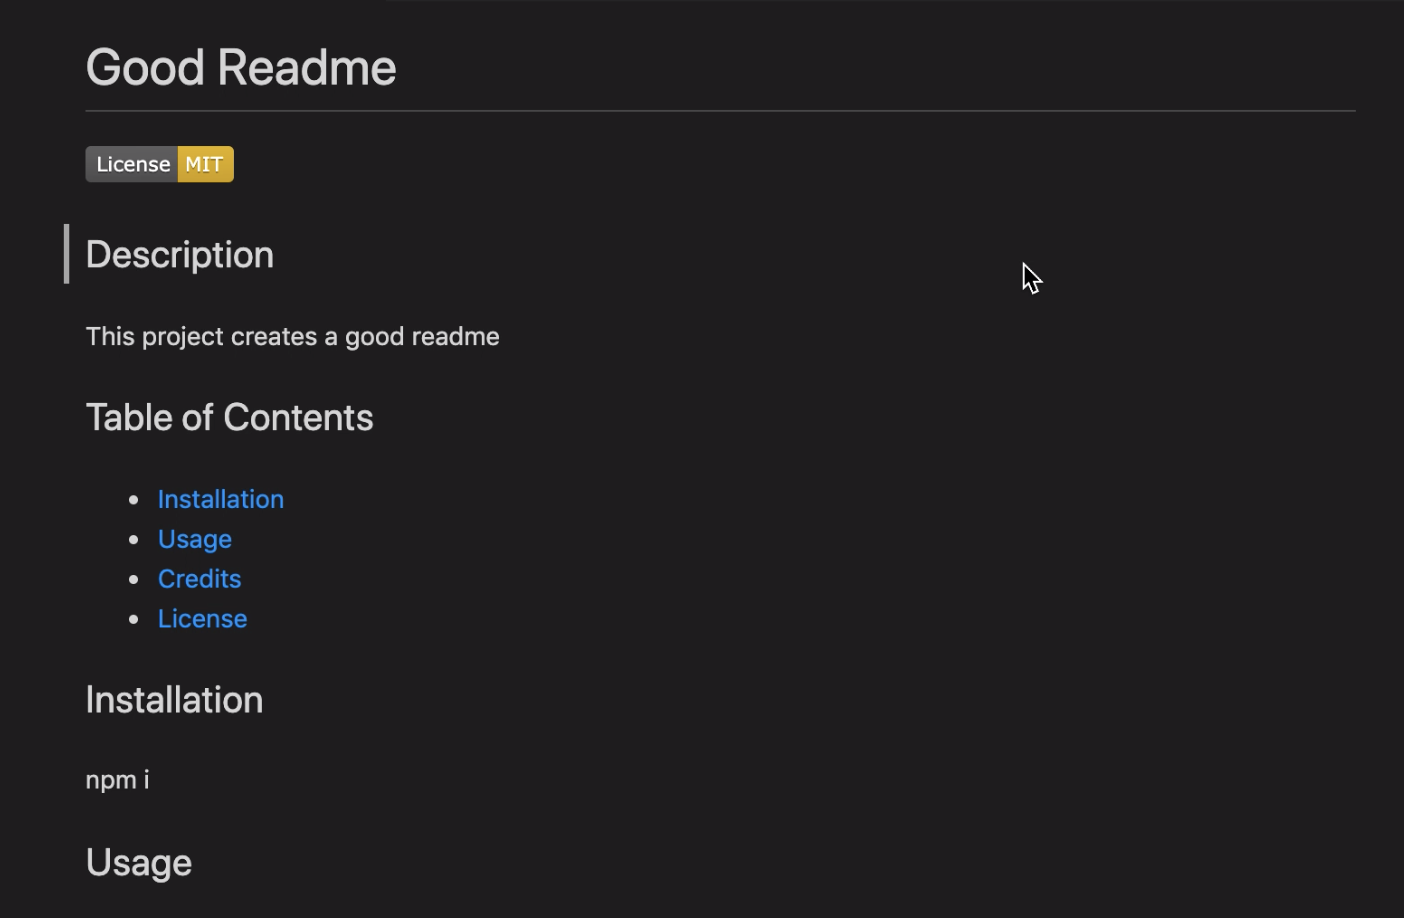 Good Readme
License MIT
Description
This project creates a good readme
Table of Contents
Installation
Usage
Credits
License
Installation
npm i
Usage